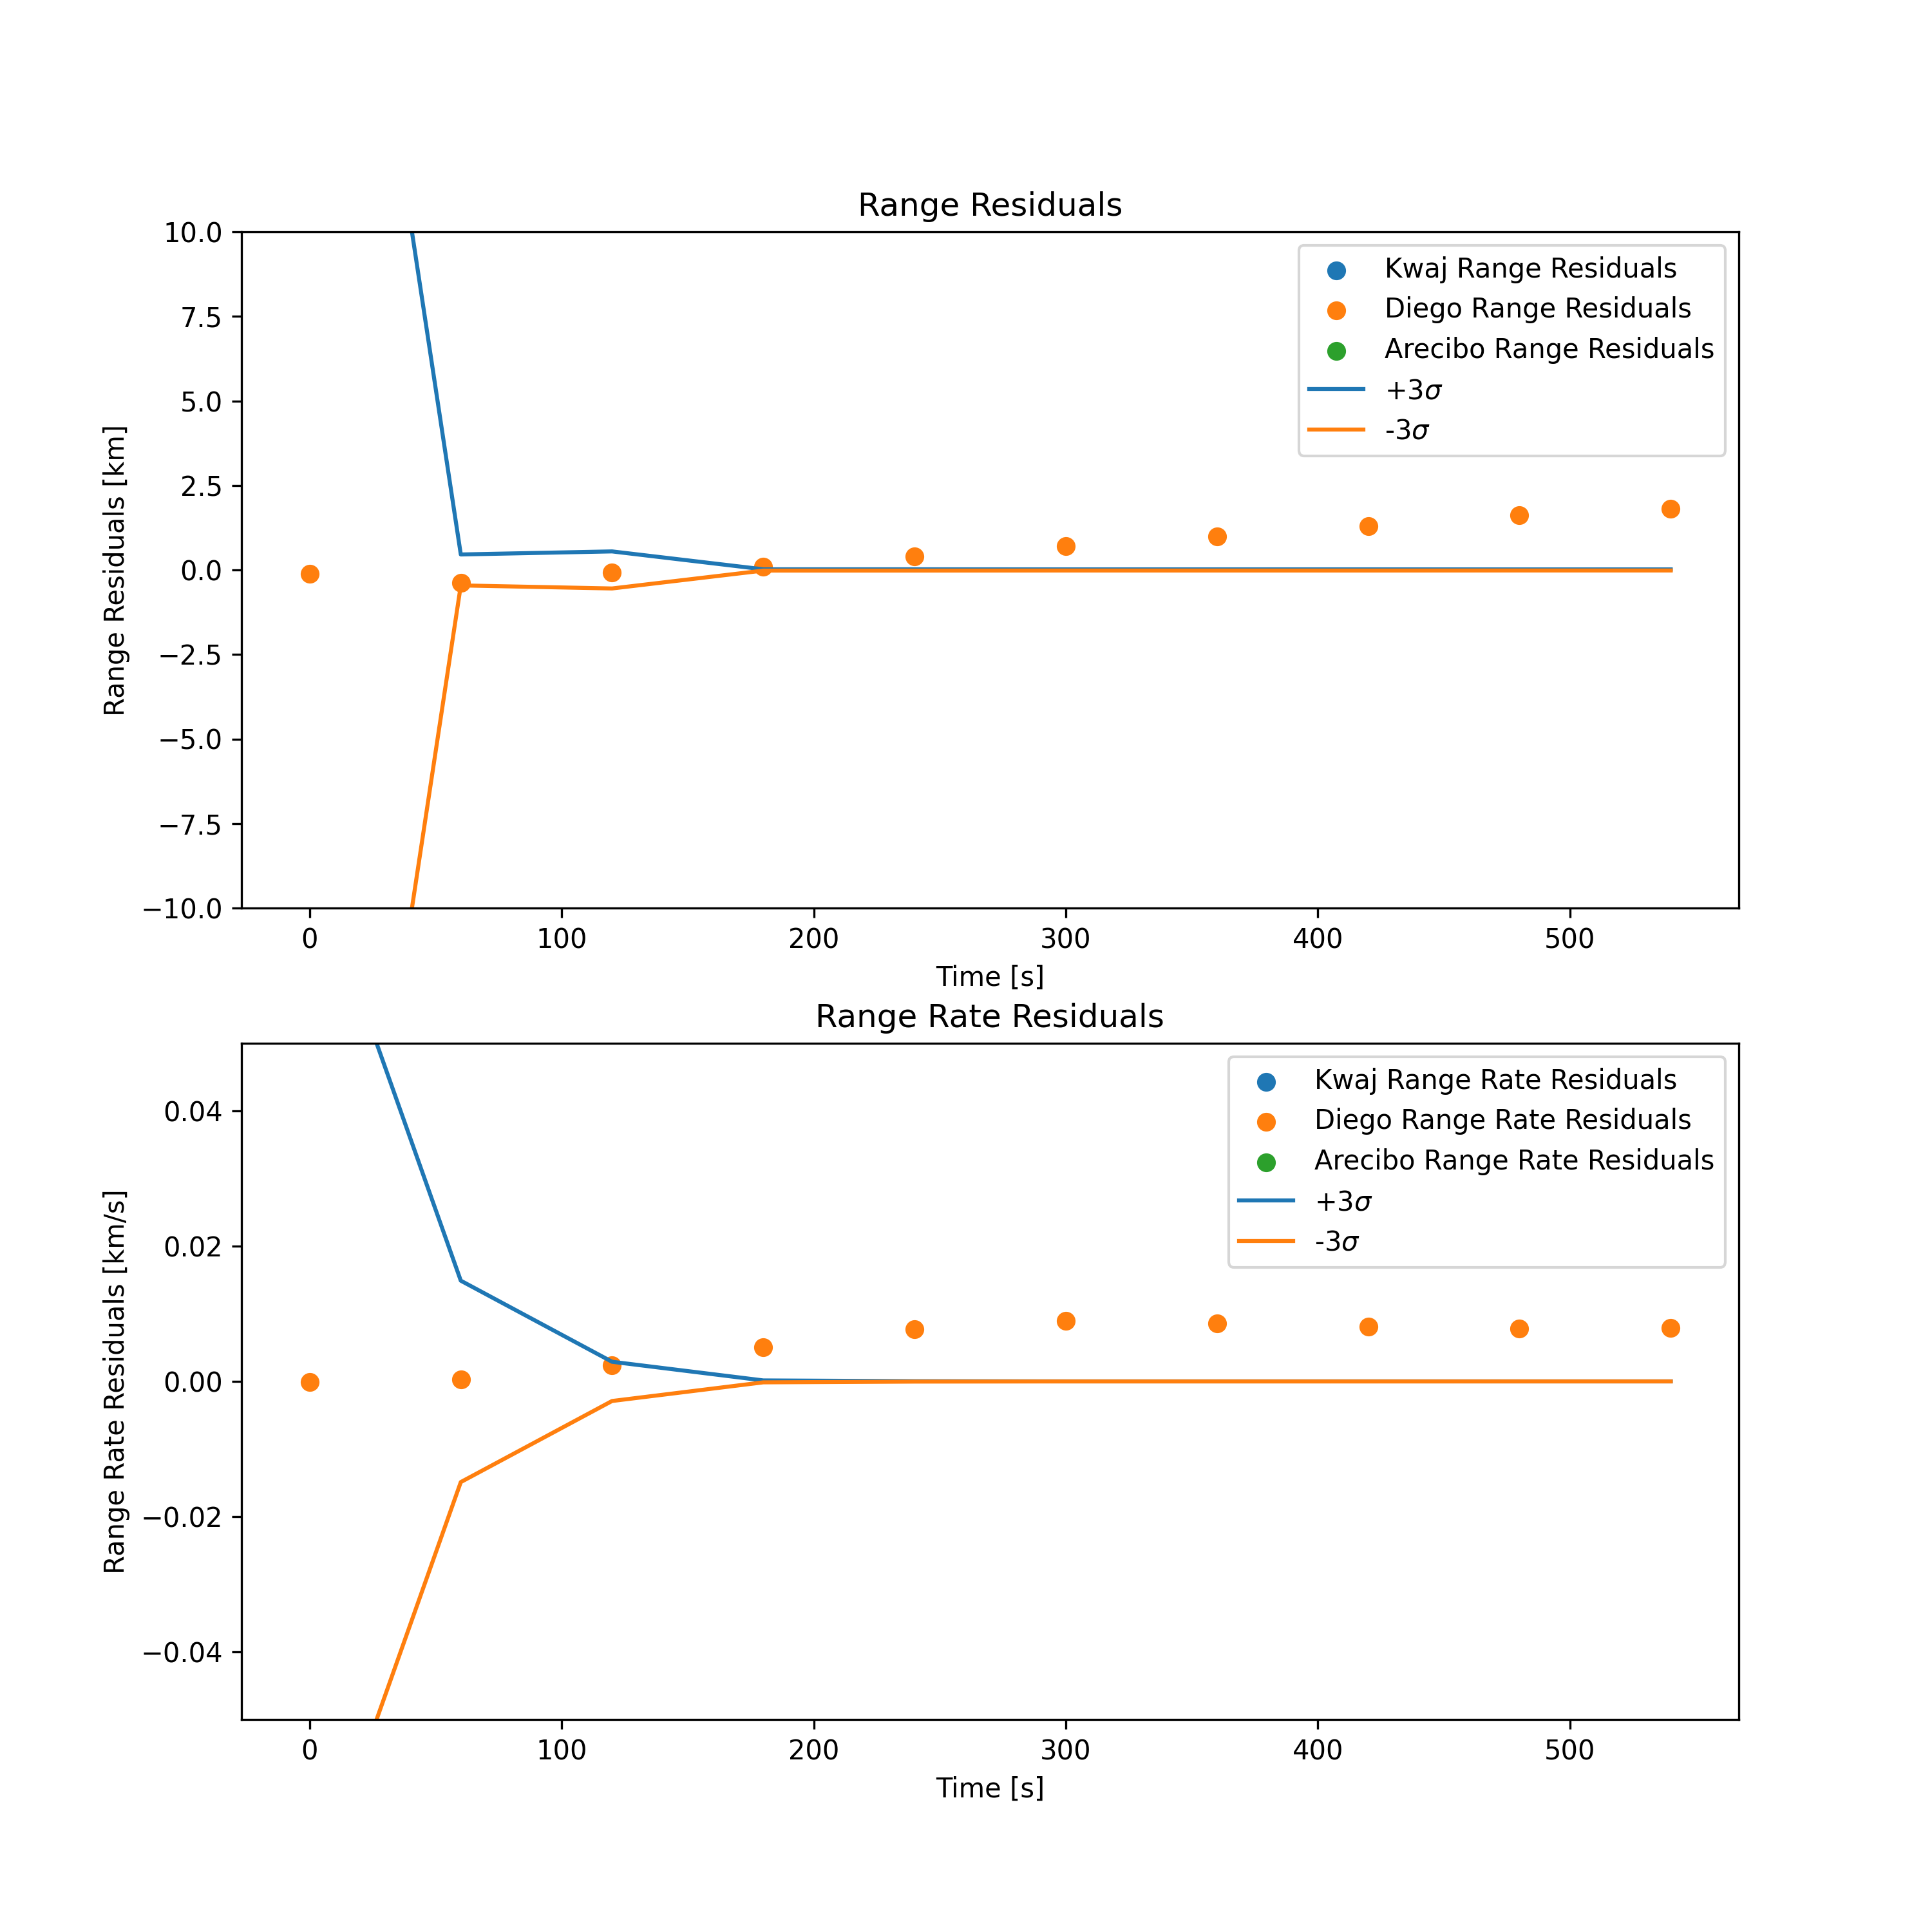 Range Residuals
10.0
7.5
5.0
2.5
0.0
−2.5
−5.0
−7.5
−10.0
Range Residuals [km]
Kwaj Range Residuals
Diego Range Residuals
Arecibo Range Residuals
+3σ
-3σ
0 100 200 300 400 500
Time [s]
Range Rate Residuals
0.04
0.02
0.00
−0.02
−0.04
Range Rate Residuals [km/s]
Kwaj Range Rate Residuals
Diego Range Rate Residuals
Arecibo Range Rate Residuals
+3σ
-3σ
0 100 200 300 400 500
Time [s]